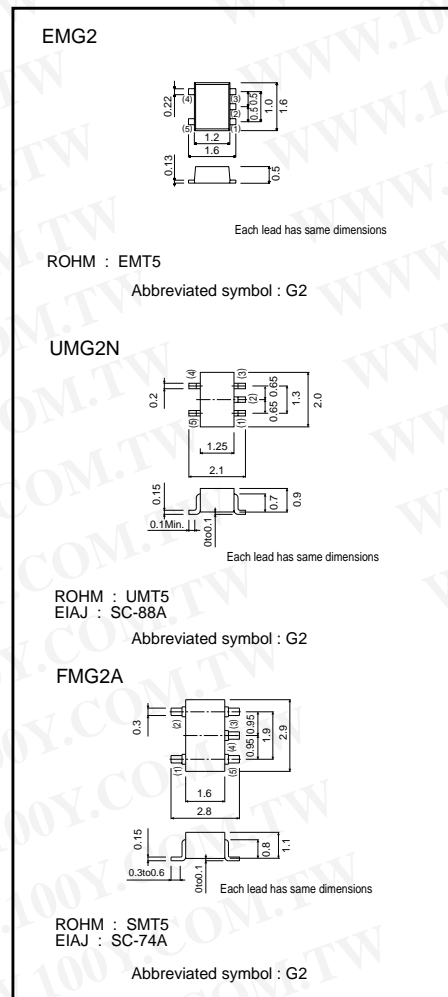 EMG2
0.22
(4)
(3)
0.5 0.5
1.0
1.6
(2)
(5)
(1)
1.2
1.6
0.13
0.5
Each lead has same dimensions
ROHM : EMT5
Abbreviated symbol : G2
UMG2N
(4)
(3)
0.2
(2)
0.65 0.65
1.3
2.0
(5)
(1)
1.25
2.1
0.15
0.7
0.9
0.1Min.
0to0.1
Each lead has same dimensions
ROHM : UMT5
EIAJ : SC-88A
Abbreviated symbol : G2
FMG2A
0.3
(2)
(3)
0.95 0.95
1.9
2.9
(4)
(1)
(5)
1.6
2.8
0.15
0.8
1.1
0.3to0.6
0to0.1
Each lead has same dimensions
ROHM : SMT5
EIAJ : SC-74A
Abbreviated symbol : G2
WWW.100Y.COM.TW